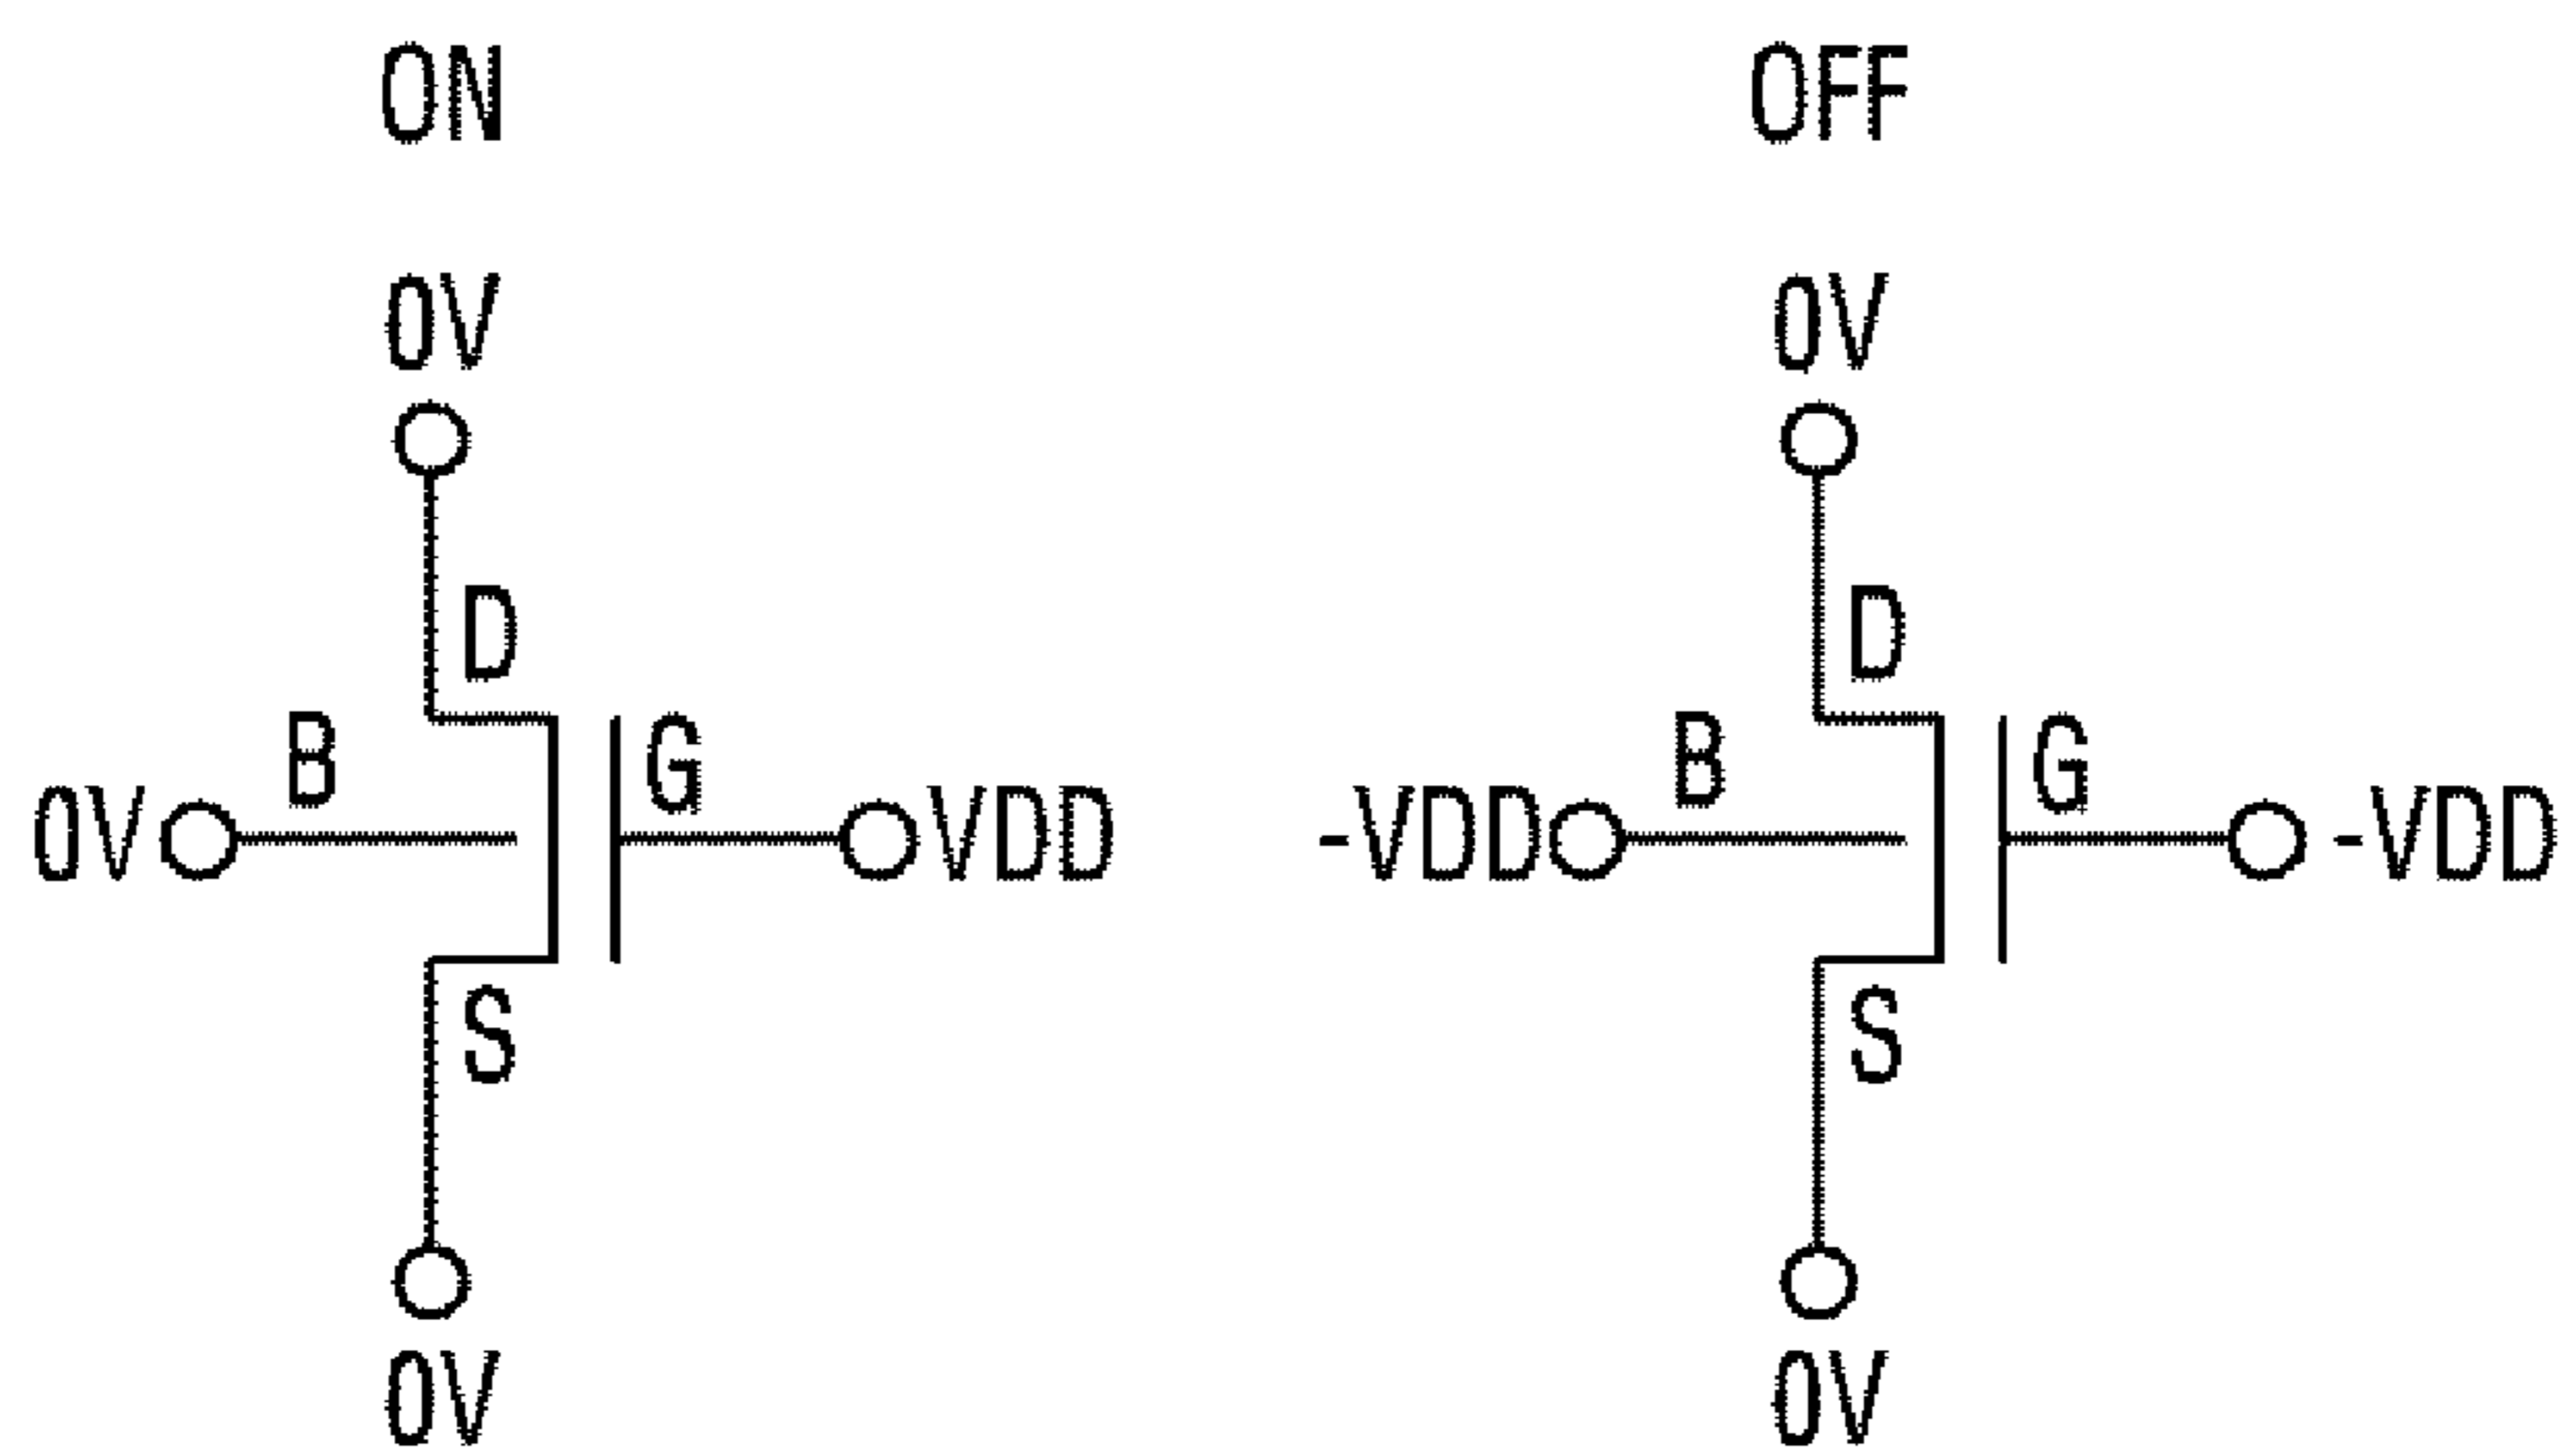 ON OFF
0V 0V
D D
B G B G
0V VDD -VDD -VDD
S S
0V 0V